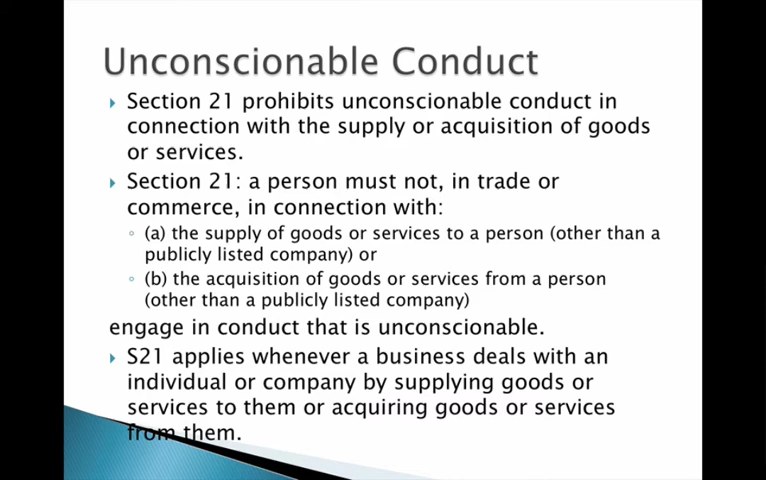 Unconscionable Conduct
Section 21 prohibits unconscionable conduct in
connection with the supply or acquisition of goods
or services.
Section 21: a person must not, in trade or
commerce, in connection with:
(a) the supply of goods or services to a person (other than a
publicly listed company) or
(b) the acquisition of goods or services from a person
(other than a publicly listed company)
engage in conduct that is unconscionable.
S21 applies whenever a business deals with an
individual or company by supplying goods or
services to them or acquiring goods or services
from them.